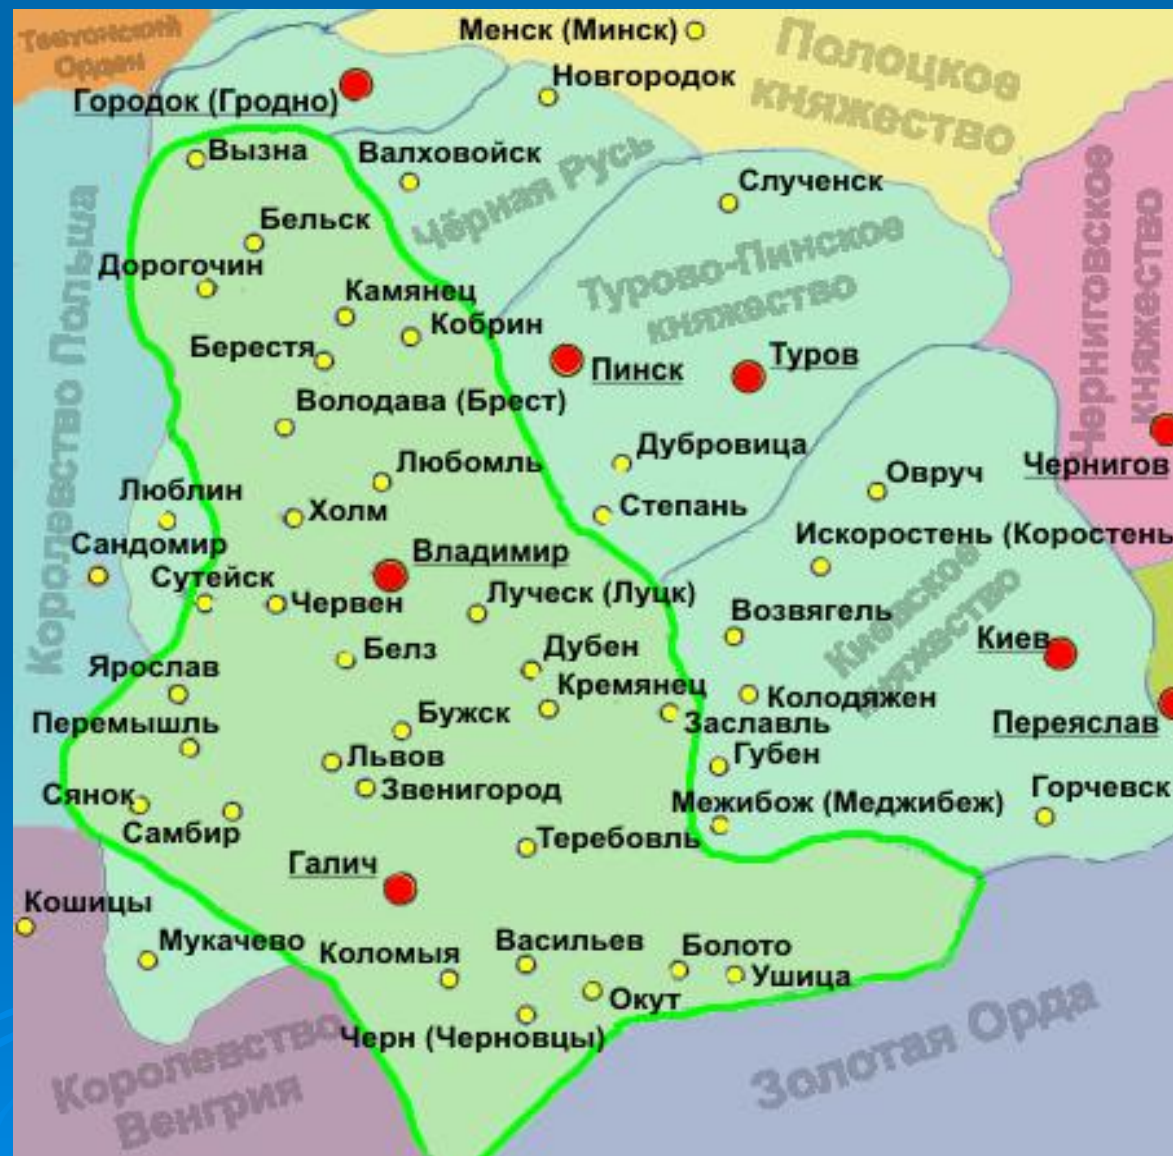 Тевтонский
Орден
Менск (Минск)
Полоцкое
княжество
Новгородок
Городок (Гродно)
Вызна
Валховойск
Чёрная Русь
Слученск
Черниговское
княжество
Бельск
Дорогочин
Турово-Пинское
княжество
Камянец
Кобрин
Берестя
Пинск
Туров
Королевство Польша
Володава (Брест)
Дубровица
Любомль
Овруч
Чернигов
Люблин
Холм
Степань
Искоростень (Коростень
Сандомир
Владимир
Сутейск
Червен
Луческ (Луцк)
Возвягель
Киевское
княжество
Киев
Белз
Дубен
Ярослав
Кремянец
Колодяжен
Перемышль
Бужск
Заславль
Переяслав
Львов
Губен
Звенигород
Сянок
Межибож (Меджибеж)
Горчевск
Самбир
Теребовль
Галич
Кошицы
Мукачево
Коломыя
Васильев
Болото
Ушица
Окут
Черн (Черновцы)
Королевство
Венгрия
Золотая Орда